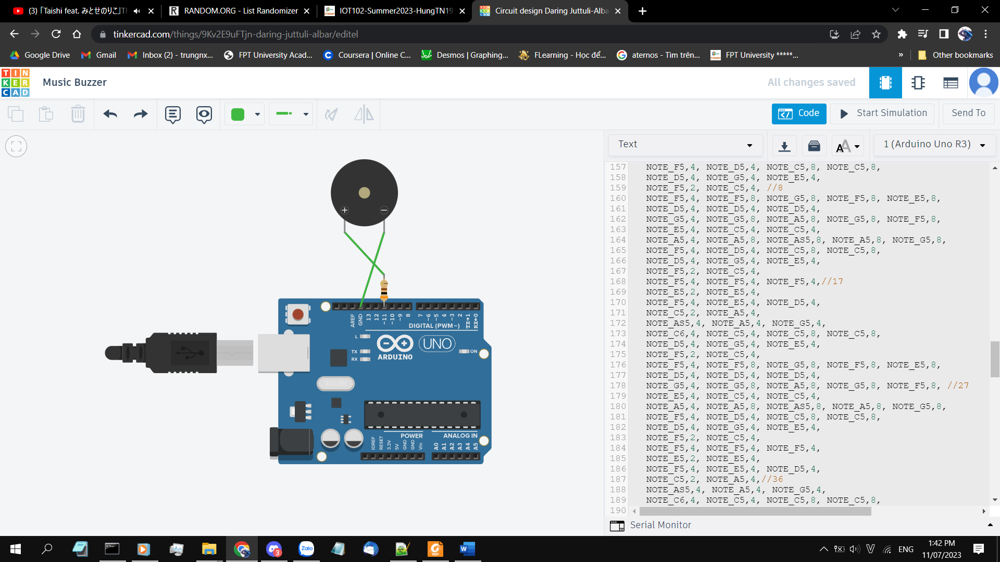 (3) 「Taishi feat. みとせのりこ」Th
RANDOM.ORG - List Randomizer
IOT102-Summer2023-HungTN19
Circuit design Daring Juttuli-Alba
tinkercad.com/things/9Kv2E9uFTjn-daring-juttuli-albar/editel
Google Drive
Gmail
Inbox (2) - trungnx...
FPT University Acad...
Coursera | Online C...
Desmos | Graphing...
FLearning - Học để...
aternos - Tìm trên...
FPT University *****...
»
Other bookmarks
TINKERCAD
Music Buzzer
All changes saved
Code
Start Simulation
Send To
Text
1 (Arduino Uno R3)
157 NOTE_F5,4, NOTE_D5,4, NOTE_C5,8, NOTE_C5,8,
158 NOTE_D5,4, NOTE_G5,4, NOTE_E5,4,
159 NOTE_F5,2, NOTE_C5,4, //8
160 NOTE_F5,4, NOTE_F5,8, NOTE_G5,8, NOTE_F5,8, NOTE_E5,8,
161 NOTE_D5,4, NOTE_D5,4, NOTE_D5,4,
162 NOTE_G5,4, NOTE_G5,8, NOTE_A5,8, NOTE_G5,8, NOTE_F5,8,
163 NOTE_E5,4, NOTE_C5,4, NOTE_C5,4,
164 NOTE_A5,4, NOTE_A5,8, NOTE_AS5,8, NOTE_A5,8, NOTE_G5,8,
165 NOTE_F5,4, NOTE_D5,4, NOTE_C5,8, NOTE_C5,8,
166 NOTE_D5,4, NOTE_G5,4, NOTE_E5,4,
167 NOTE_F5,2, NOTE_C5,4,
168 NOTE_F5,4, NOTE_F5,4, NOTE_F5,4,//17
169 NOTE_E5,2, NOTE_E5,4,
170 NOTE_F5,4, NOTE_E5,4, NOTE_D5,4,
171 NOTE_C5,2, NOTE_A5,4,
172 NOTE_AS5,4, NOTE_A5,4, NOTE_G5,4,
173 NOTE_C6,4, NOTE_C5,4, NOTE_C5,8, NOTE_C5,8,
174 NOTE_D5,4, NOTE_G5,4, NOTE_E5,4,
175 NOTE_F5,2, NOTE_C5,4,
176 NOTE_F5,4, NOTE_F5,8, NOTE_G5,8, NOTE_F5,8, NOTE_E5,8,
177 NOTE_D5,4, NOTE_D5,4, NOTE_D5,4,
178 NOTE_G5,4, NOTE_G5,8, NOTE_A5,8, NOTE_G5,8, NOTE_F5,8, //27
179 NOTE_E5,4, NOTE_C5,4, NOTE_C5,4,
180 NOTE_A5,4, NOTE_A5,8, NOTE_AS5,8, NOTE_A5,8, NOTE_G5,8,
181 NOTE_F5,4, NOTE_D5,4, NOTE_C5,8, NOTE_C5,8,
182 NOTE_D5,4, NOTE_G5,4, NOTE_E5,4,
183 NOTE_F5,2, NOTE_C5,4,
184 NOTE_F5,4, NOTE_F5,4, NOTE_F5,4,
185 NOTE_E5,2, NOTE_E5,4,
186 NOTE_F5,4, NOTE_E5,4, NOTE_D5,4,
187 NOTE_C5,2, NOTE_A5,4,//36
188 NOTE_AS5,4, NOTE_A5,4, NOTE_G5,4,
189 NOTE_C6,4, NOTE_C5,4, NOTE_C5,8, NOTE_C5,8,
190
Serial Monitor
AREF GND 13 12 ~11 ~10 ~9 8 7 ~6 ~5 4 ~3 2 TX→1 RX←0
DIGITAL (PWM~)
L
TX
RX
ARDUINO
UNO
ON
POWER
ANALOG IN
IOREF RESET 3.3V 5V GND GND Vin A0 A1 A2 A3 A4 A5
3
Zalo
PDF
W
V
ENG
1:42 PM
11/07/2023